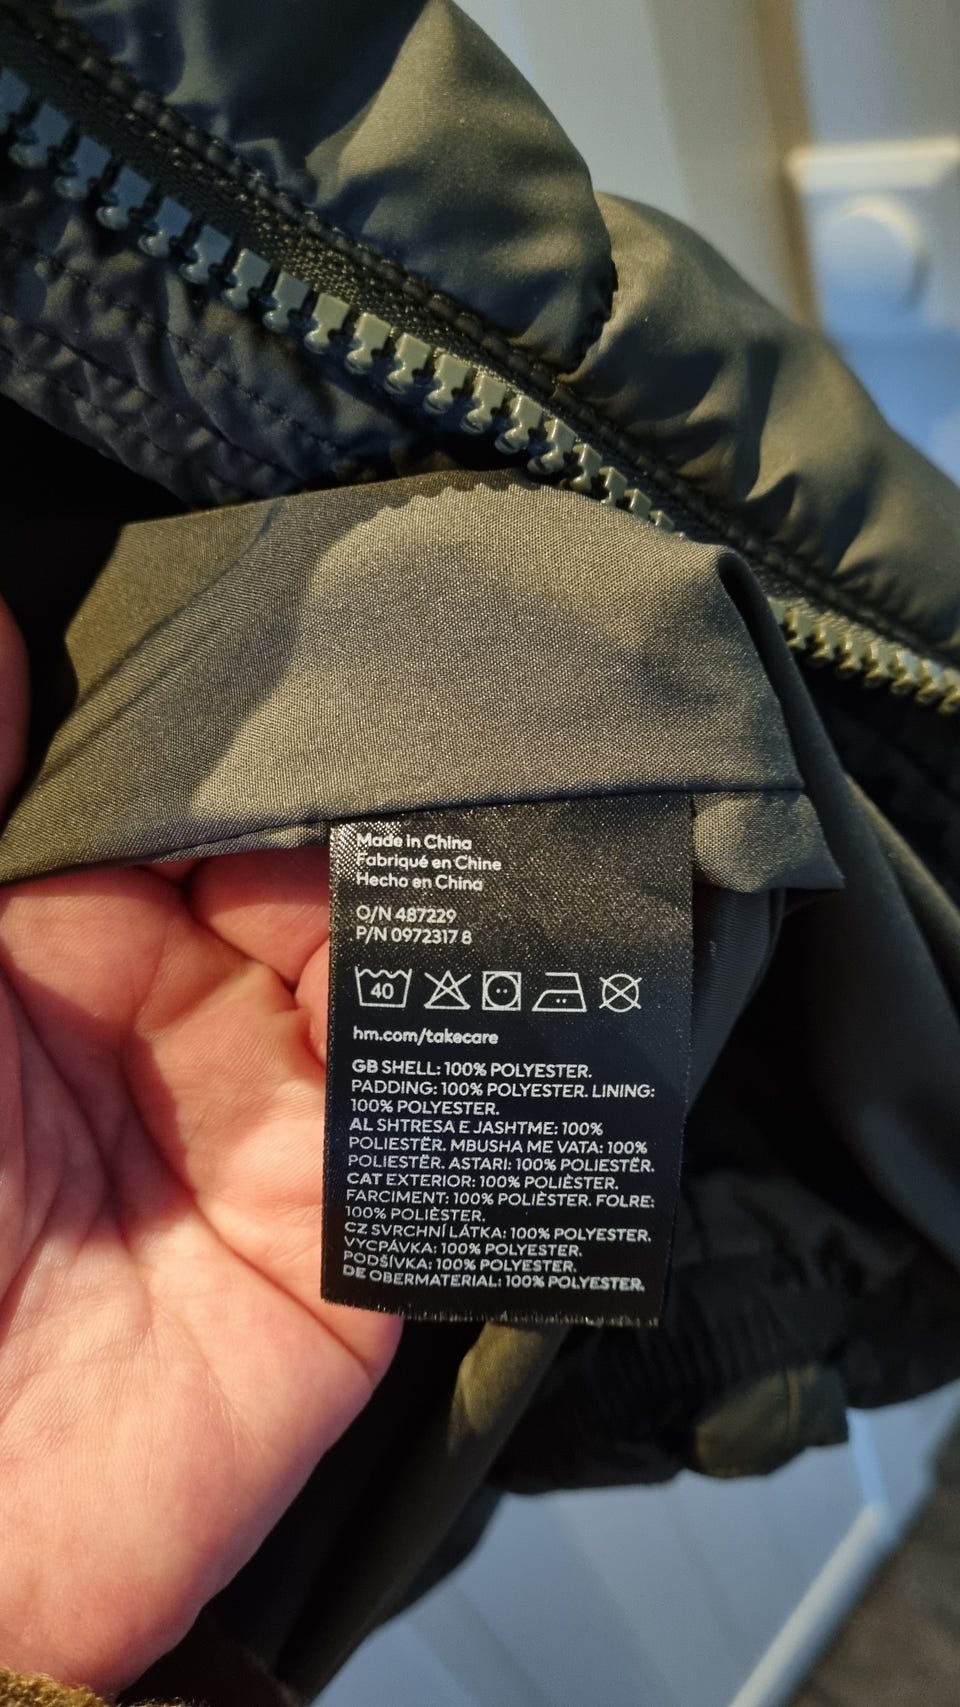 Made in China
Fabriqué en Chine
Hecho en China
O/N 487229
P/N 0972317 8
40
hm.com/takecare
GB SHELL: 100% POLYESTER.
PADDING: 100% POLYESTER. LINING:
100% POLYESTER.
AL SHTRESA E JASHTME: 100%
POLIESTËR. MBUSHA ME VATA: 100%
POLIESTËR. ASTARI: 100% POLIESTËR.
CAT EXTERIOR: 100% POLIÈSTER.
FARCIMENT: 100% POLIÈSTER. FOLRE:
100% POLIÈSTER.
CZ SVRCHNÍ LÁTKA: 100% POLYESTER.
VYCPÁVKA: 100% POLYESTER.
PODŠÍVKA: 100% POLYESTER.
DE OBERMATERIAL: 100% POLYESTER.